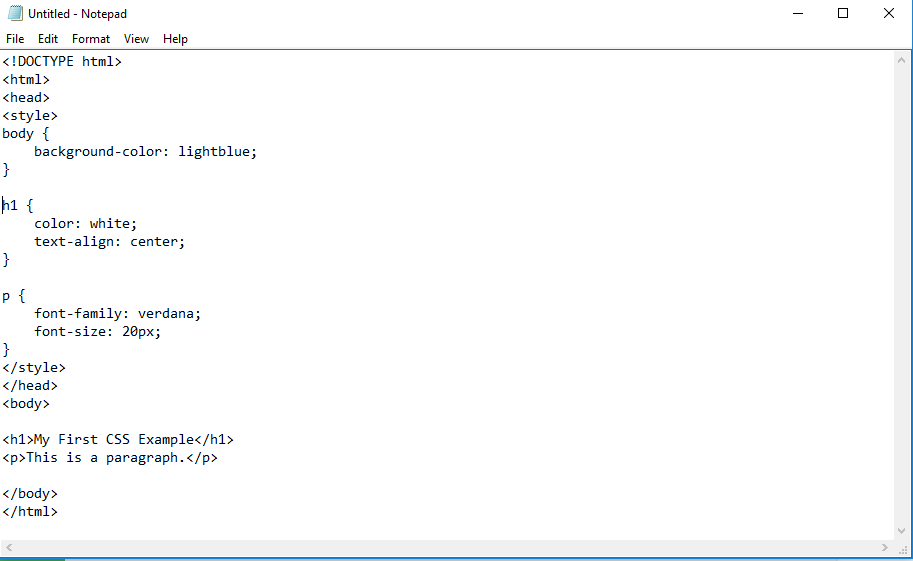 Untitled - Notepad
File Edit Format View Help
<!DOCTYPE html>
<html>
<head>
<style>
body {
    background-color: lightblue;
}

h1 {
    color: white;
    text-align: center;
}

p {
    font-family: verdana;
    font-size: 20px;
}
</style>
</head>
<body>

<h1>My First CSS Example</h1>
<p>This is a paragraph.</p>

</body>
</html>